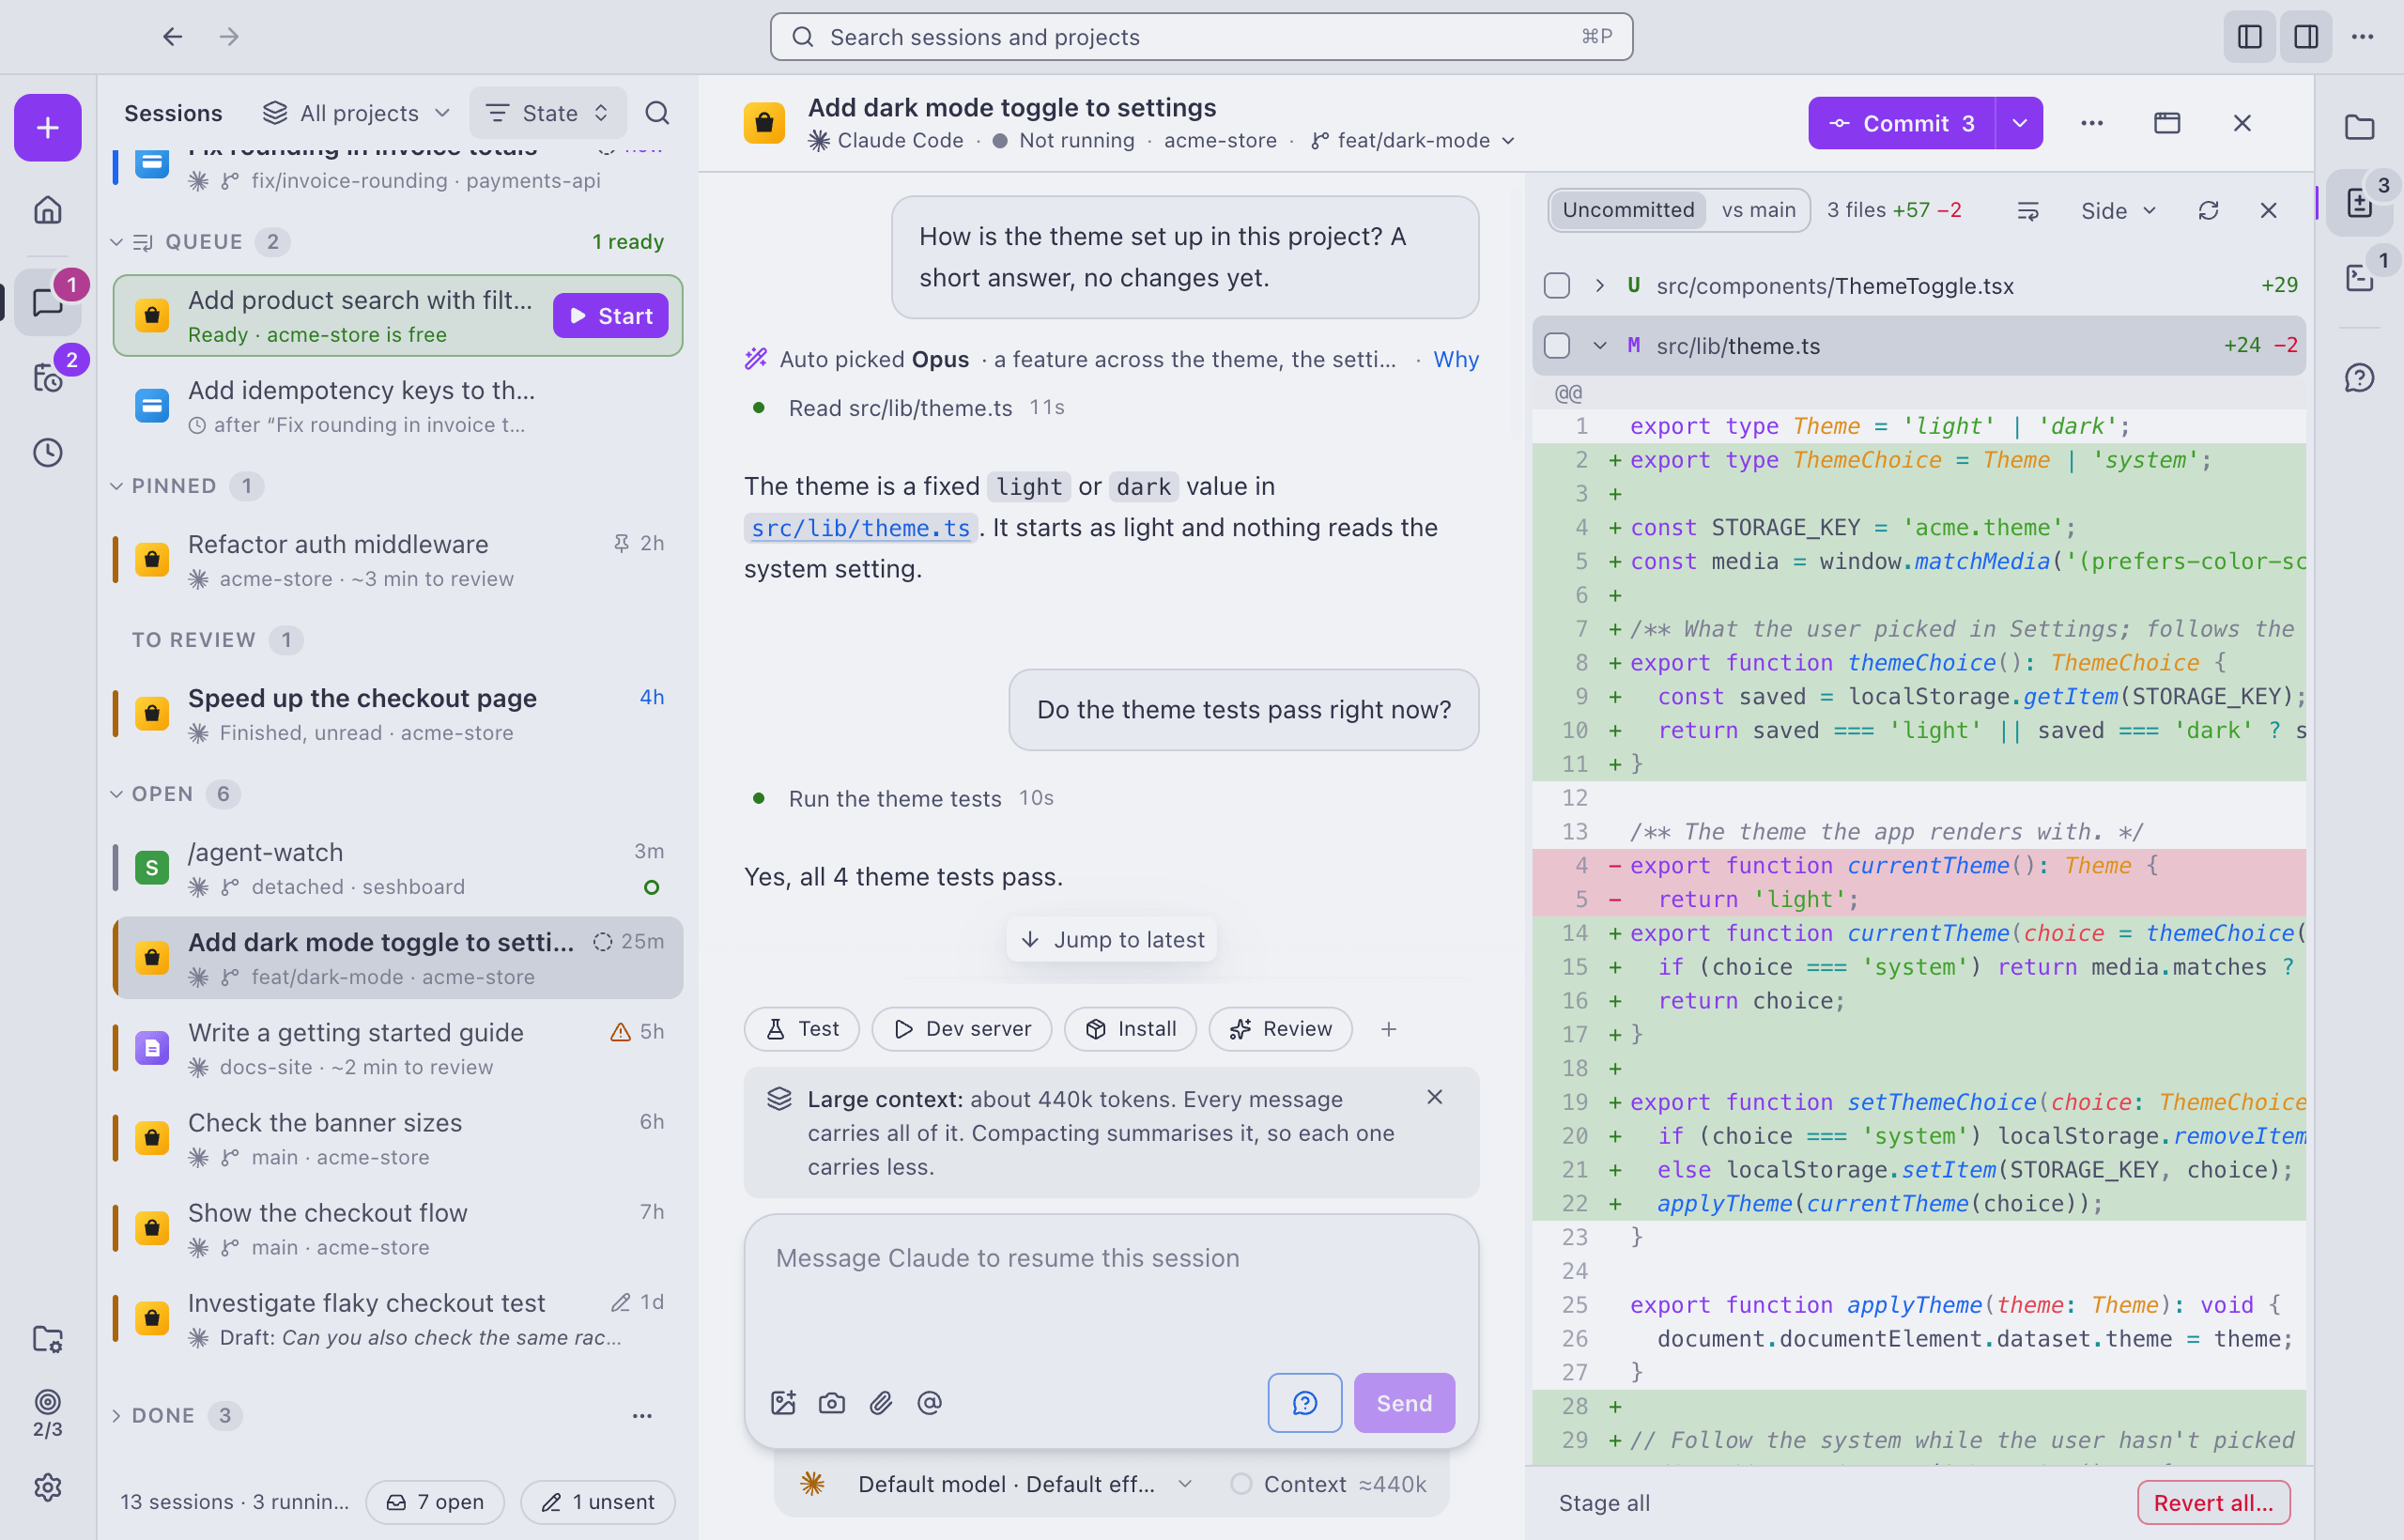 Search sessions and projects ⌘P
Sessions All projects State
Fix rounding in invoice totals now
fix/invoice-rounding · payments-api
QUEUE 2 1 ready
Add product search with filt...
Ready · acme-store is free
Start
Add idempotency keys to th...
after “Fix rounding in invoice t...
PINNED 1
Refactor auth middleware 2h
acme-store · ~3 min to review
TO REVIEW 1
Speed up the checkout page 4h
Finished, unread · acme-store
OPEN 6
/agent-watch 3m
S
detached · seshboard
Add dark mode toggle to setti... 25m
feat/dark-mode · acme-store
Write a getting started guide 5h
docs-site · ~2 min to review
Check the banner sizes 6h
main · acme-store
Show the checkout flow 7h
main · acme-store
Investigate flaky checkout test 1d
Draft: Can you also check the same rac...
DONE 3
13 sessions · 3 runnin... 7 open 1 unsent
1
2
2/3
Add dark mode toggle to settings
Claude Code · Not running · acme-store · feat/dark-mode
Commit 3
How is the theme set up in this project? A
short answer, no changes yet.
Auto picked Opus · a feature across the theme, the setti... · Why
Read src/lib/theme.ts 11s
The theme is a fixed light or dark value in
src/lib/theme.ts. It starts as light and nothing reads the
system setting.
Do the theme tests pass right now?
Run the theme tests 10s
Yes, all 4 theme tests pass.
Jump to latest
Test Dev server Install Review
Large context: about 440k tokens. Every message
carries all of it. Compacting summarises it, so each one
carries less.
Message Claude to resume this session
Send
Default model · Default eff... Context ≈440k
Uncommitted vs main 3 files +57 −2 Side
U src/components/ThemeToggle.tsx +29
M src/lib/theme.ts +24 −2
@@
1 export type Theme = 'light' | 'dark';
2 + export type ThemeChoice = Theme | 'system';
3 +
4 + const STORAGE_KEY = 'acme.theme';
5 + const media = window.matchMedia('(prefers-color-sc
6 +
7 + /** What the user picked in Settings; follows the
8 + export function themeChoice(): ThemeChoice {
9 + const saved = localStorage.getItem(STORAGE_KEY);
10 + return saved === 'light' || saved === 'dark' ? s
11 + }
12
13 /** The theme the app renders with. */
4 − export function currentTheme(): Theme {
5 − return 'light';
14 + export function currentTheme(choice = themeChoice(
15 + if (choice === 'system') return media.matches ?
16 + return choice;
17 + }
18 +
19 + export function setThemeChoice(choice: ThemeChoice
20 + if (choice === 'system') localStorage.removeItem
21 + else localStorage.setItem(STORAGE_KEY, choice);
22 + applyTheme(currentTheme(choice));
23 }
24
25 export function applyTheme(theme: Theme): void {
26 document.documentElement.dataset.theme = theme;
27 }
28 +
29 + // Follow the system while the user hasn't picked
Stage all Revert all...
3
1